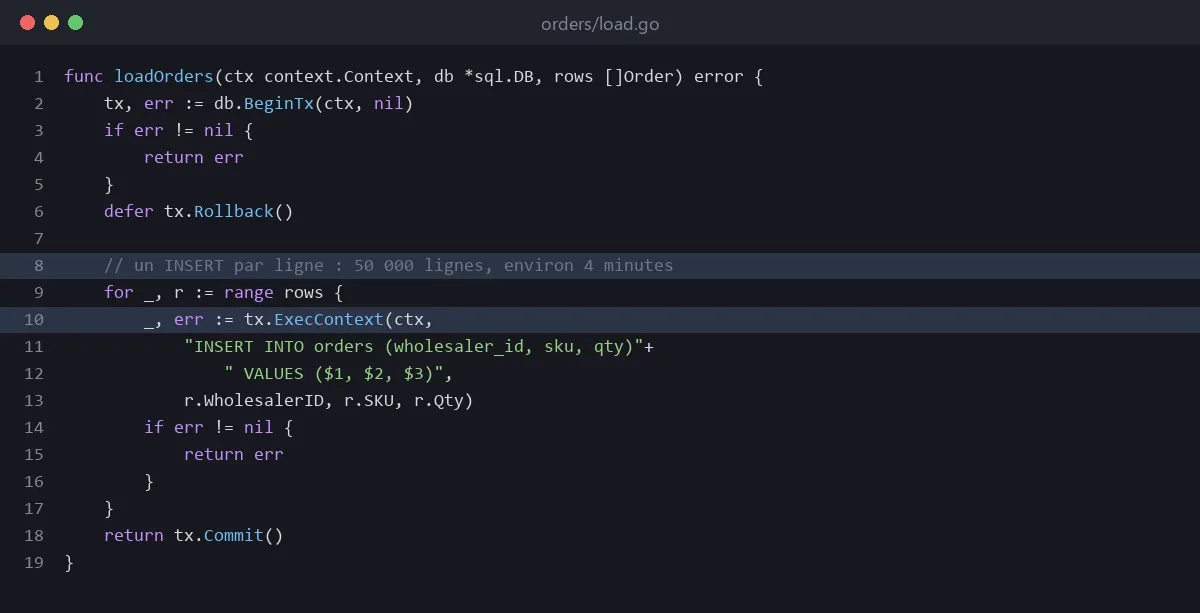 orders/load.go
1 func loadOrders(ctx context.Context, db *sql.DB, rows []Order) error {
2     tx, err := db.BeginTx(ctx, nil)
3     if err != nil {
4         return err
5     }
6     defer tx.Rollback()
7
8     // un INSERT par ligne : 50 000 lignes, environ 4 minutes
9     for _, r := range rows {
10         _, err := tx.ExecContext(ctx,
11             "INSERT INTO orders (wholesaler_id, sku, qty)"+
12                 " VALUES ($1, $2, $3)",
13             r.WholesalerID, r.SKU, r.Qty)
14         if err != nil {
15             return err
16         }
17     }
18     return tx.Commit()
19 }